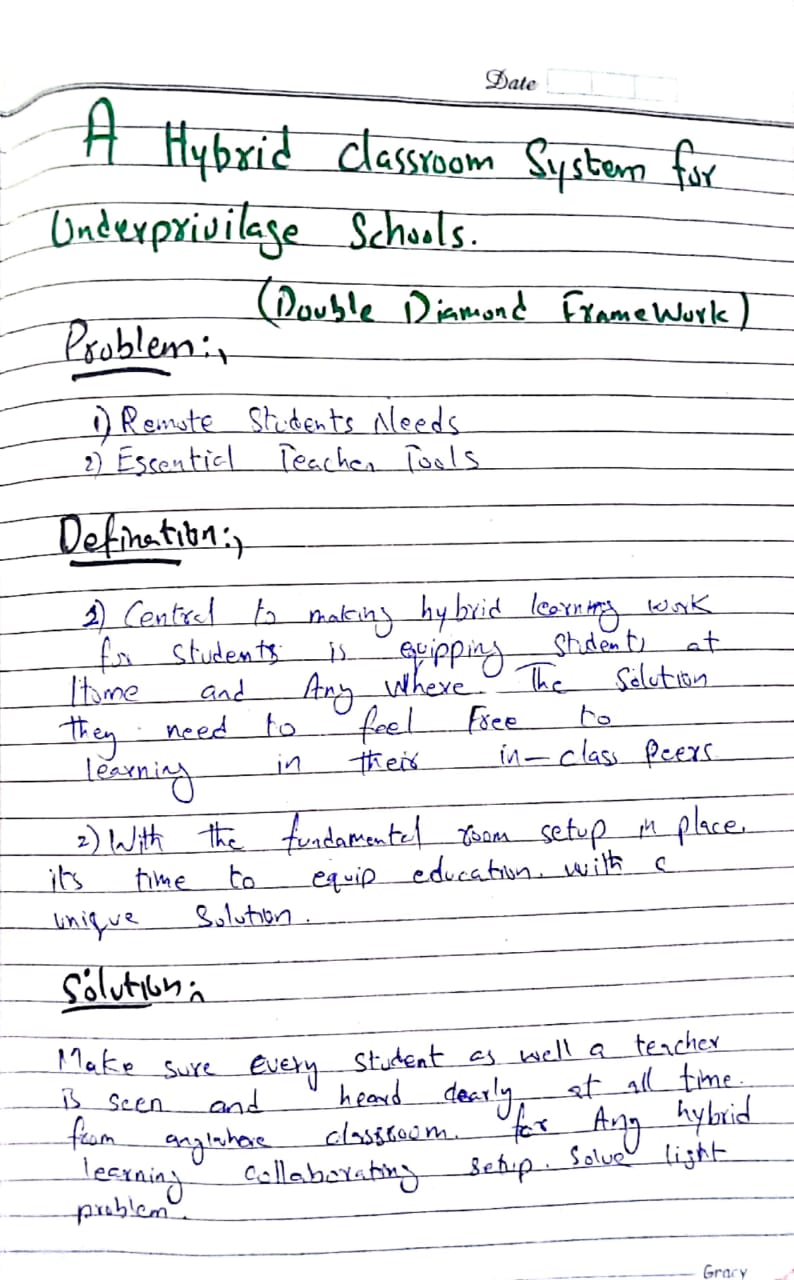 Date
A Hybrid classroom System for
Underprivilage Schools.
(Double Diamond FrameWork)
Problem:,
1) Remote Students Needs
2) Essential Teacher Tools
Defination:,
1) Central to making hybrid learning work
for students is equipping students at
Home and Any Where. The Solution
they need to feel Free to
learning in their in-class Peers
2) With the fundamental room setup in place,
its time to equip education. with a
unique Solution.
Solution:
Make sure Every student as well a teacher
is seen and heard clearly, at all time.
from anywhere classroom. for Any hybrid
learning Collaborating setup. Solve light
problem.
Gracy